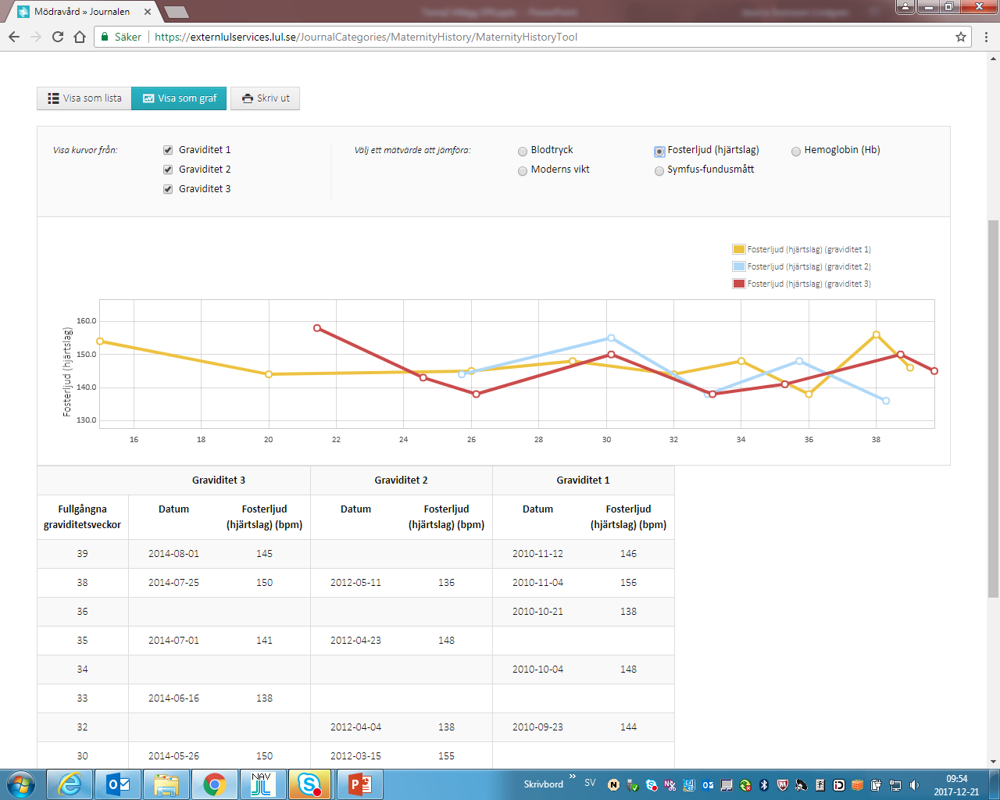 Mödravård » Journalen
Säker https://externlulservices.lul.se/JournalCategories/MaternityHistory/MaternityHistoryTool
Visa som lista Visa som graf Skriv ut
Visa kurvor från: Graviditet 1 Välj ett mätvärde att jämföra: Blodtryck Fosterljud (hjärtslag) Hemoglobin (Hb)
Graviditet 2 Moderns vikt Symfus-fundusmått
Graviditet 3
Fosterljud (hjärtslag) (graviditet 1)
Fosterljud (hjärtslag) (graviditet 2)
Fosterljud (hjärtslag) (graviditet 3)
Fosterljud (hjärtslag)
160.0
150.0
140.0
130.0
16 18 20 22 24 26 28 30 32 34 36 38
Graviditet 3 Graviditet 2 Graviditet 1
Fullgångna Datum Fosterljud Datum Fosterljud Datum Fosterljud
graviditetsveckor (hjärtslag) (bpm) (hjärtslag) (bpm) (hjärtslag) (bpm)
39 2014-08-01 145 2010-11-12 146
38 2014-07-25 150 2012-05-11 136 2010-11-04 156
36 2010-10-21 138
35 2014-07-01 141 2012-04-23 148
34 2010-10-04 148
33 2014-06-16 138
32 2012-04-04 138 2010-09-23 144
30 2014-05-26 150 2012-03-15 155
NAV
Skrivbord » SV 09:54
2017-12-21